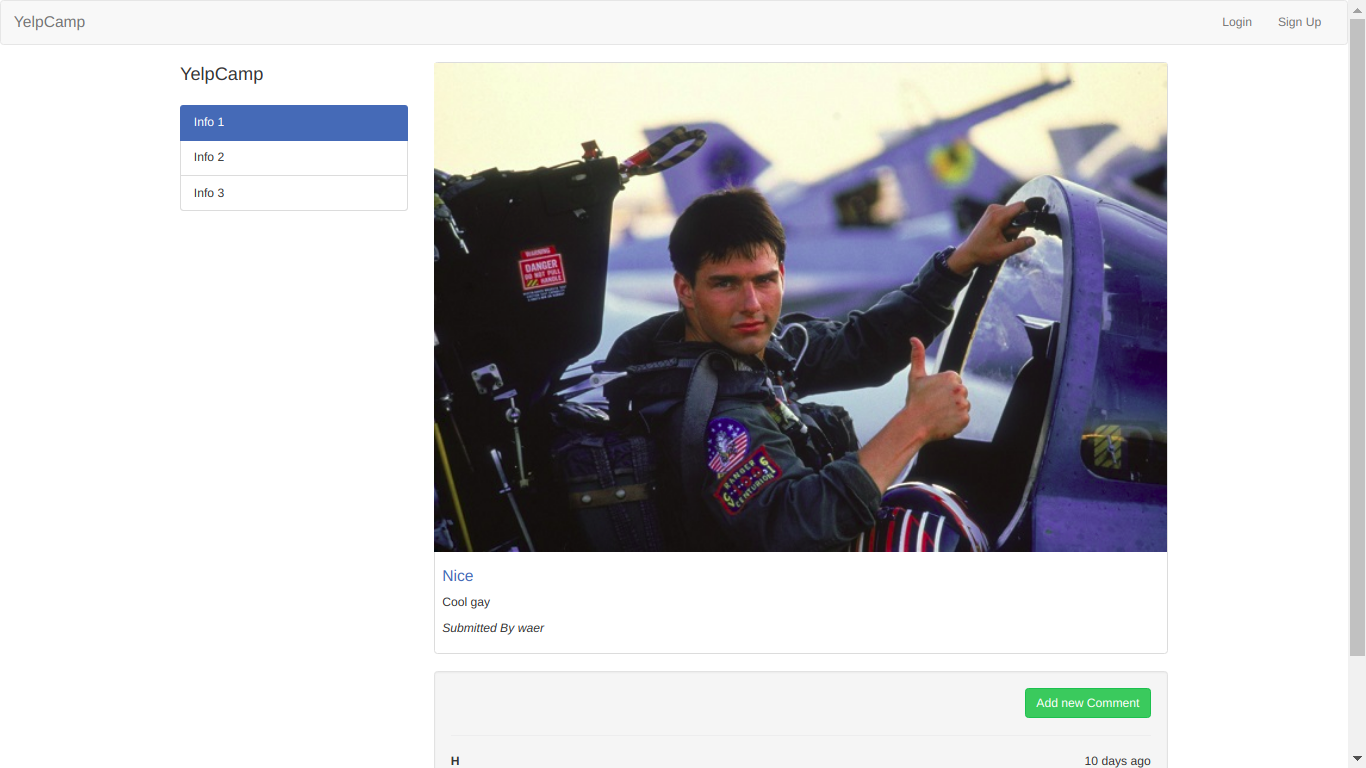 YelpCamp
Login
Sign Up
YelpCamp
Info 1
Info 2
Info 3
WARNING
DANGER
DO NOT PULL
HANDLE
RANGER
CENTURION
Nice
Cool gay
Submitted By waer
Add new Comment
H
10 days ago